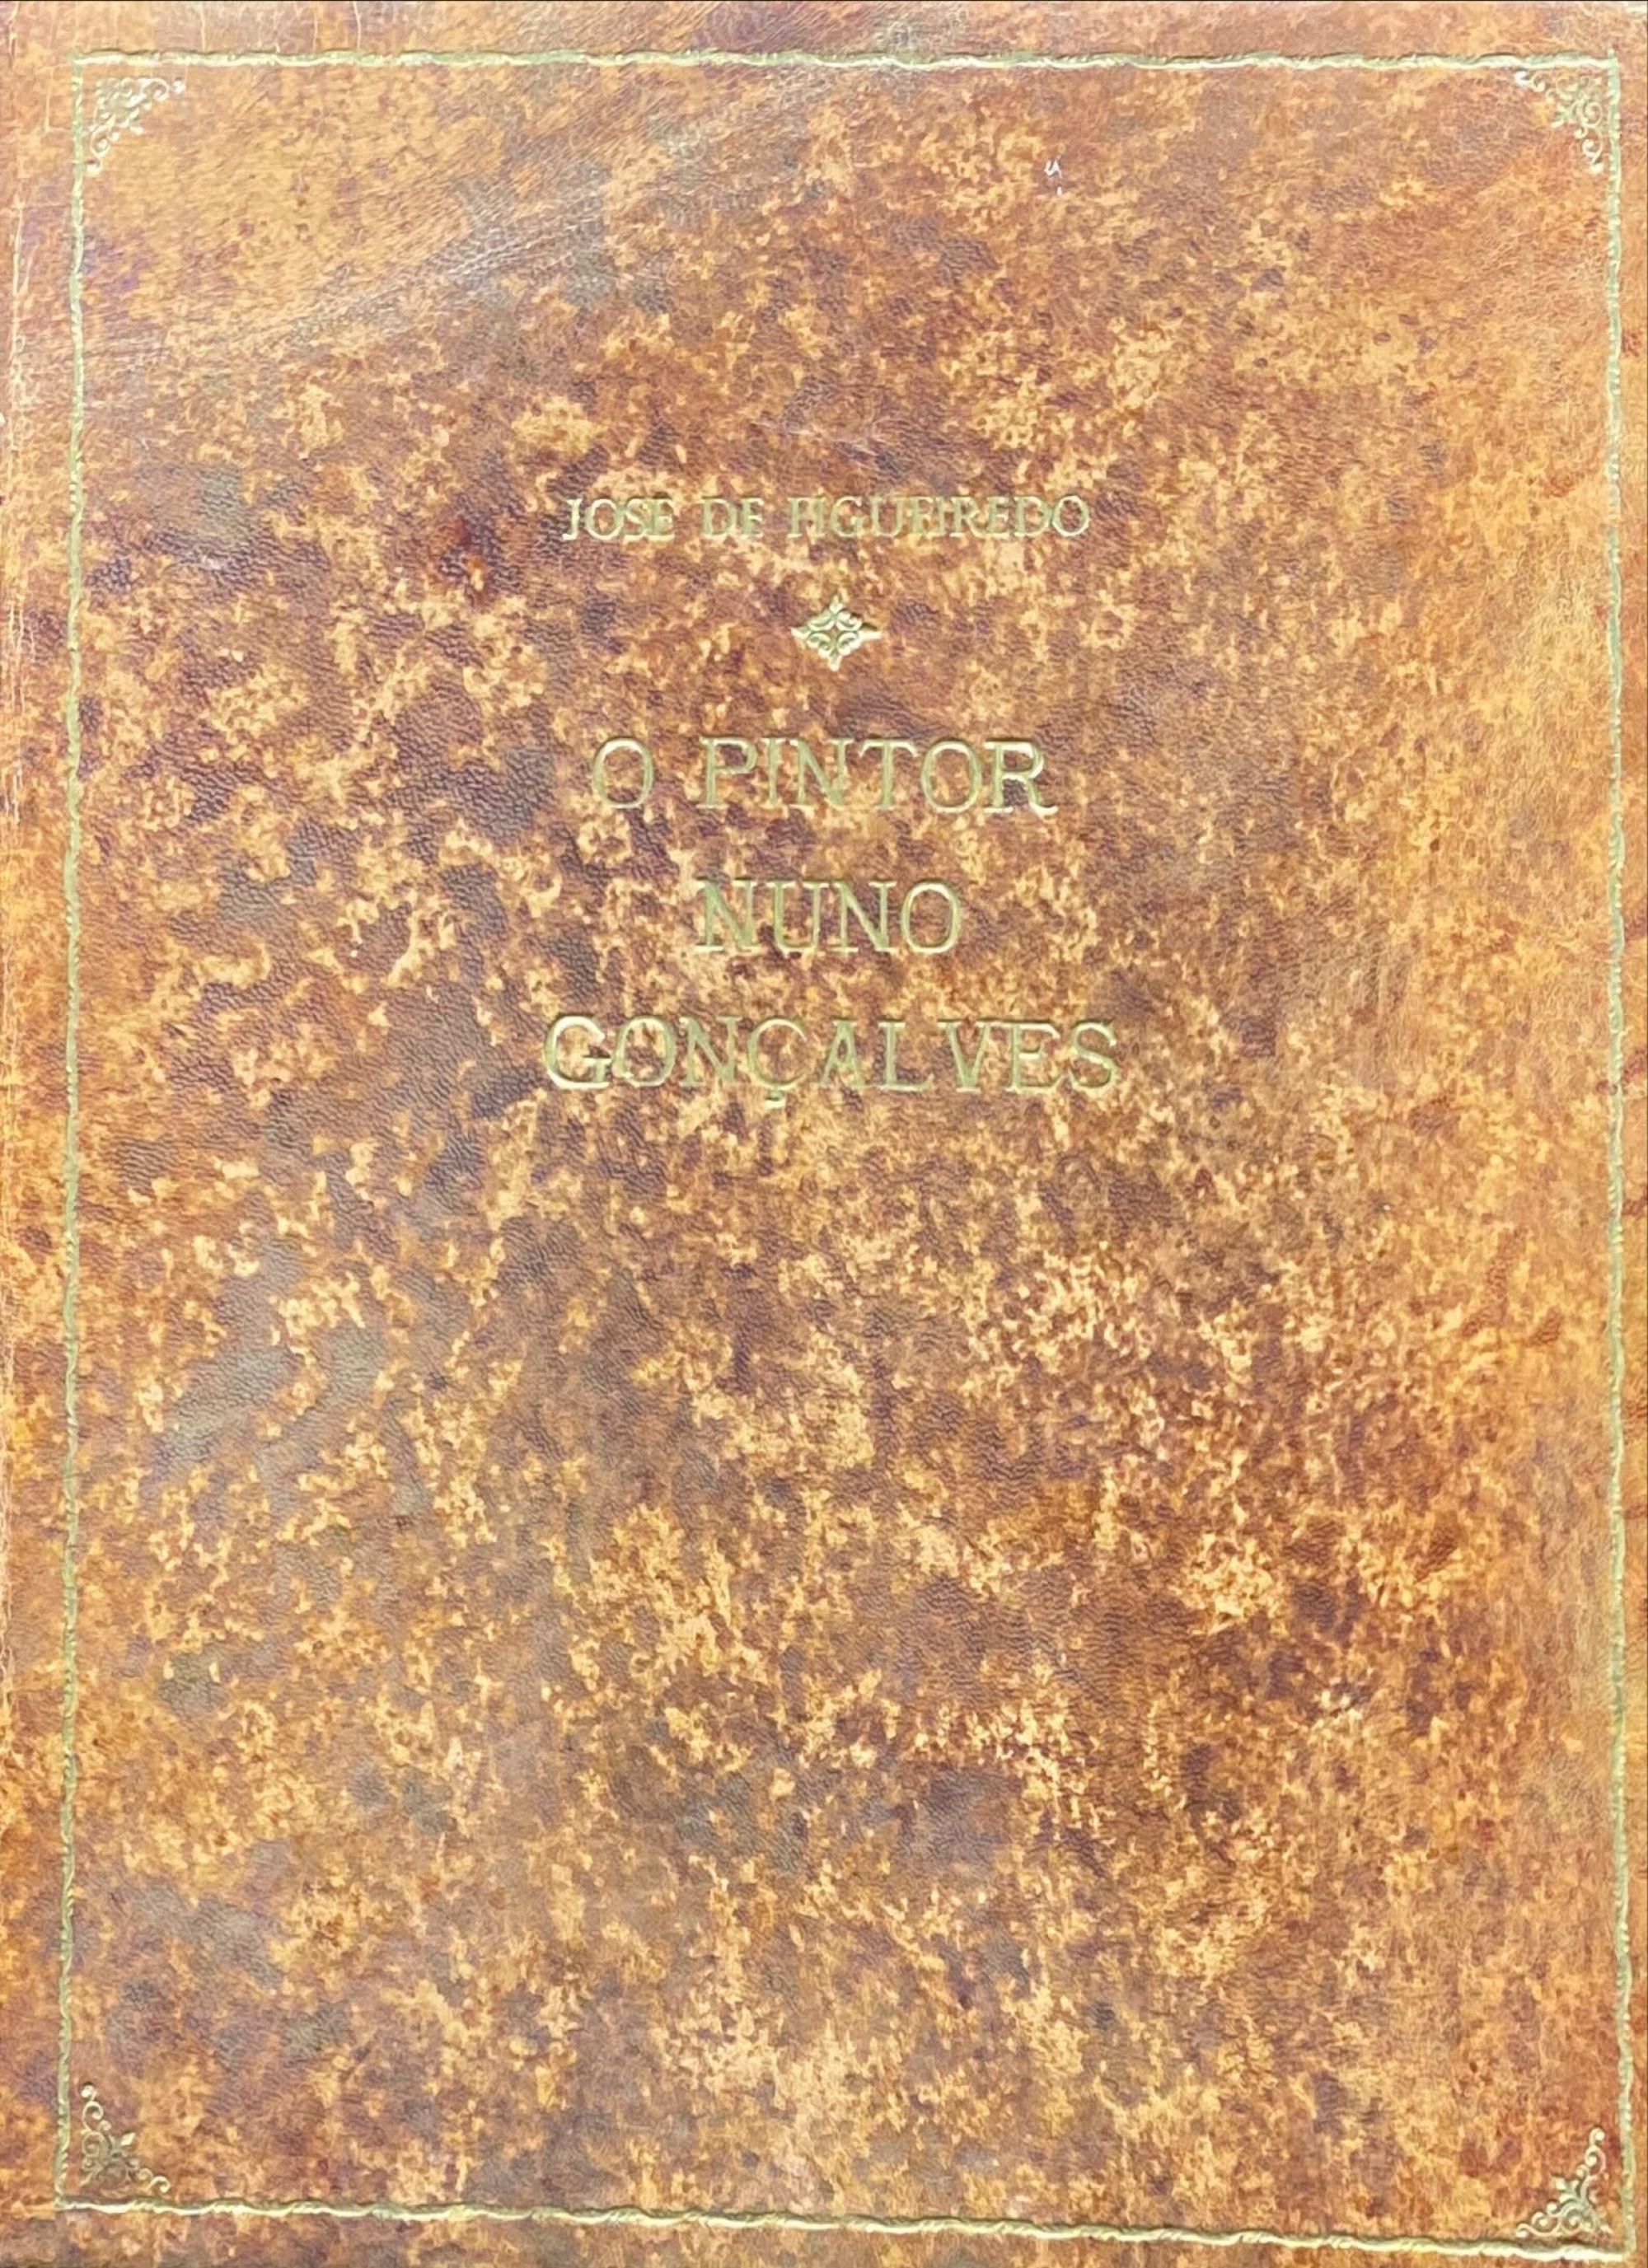 JOSE DE FIGUEIREDO
O PINTOR
NUNO
GONÇALVES